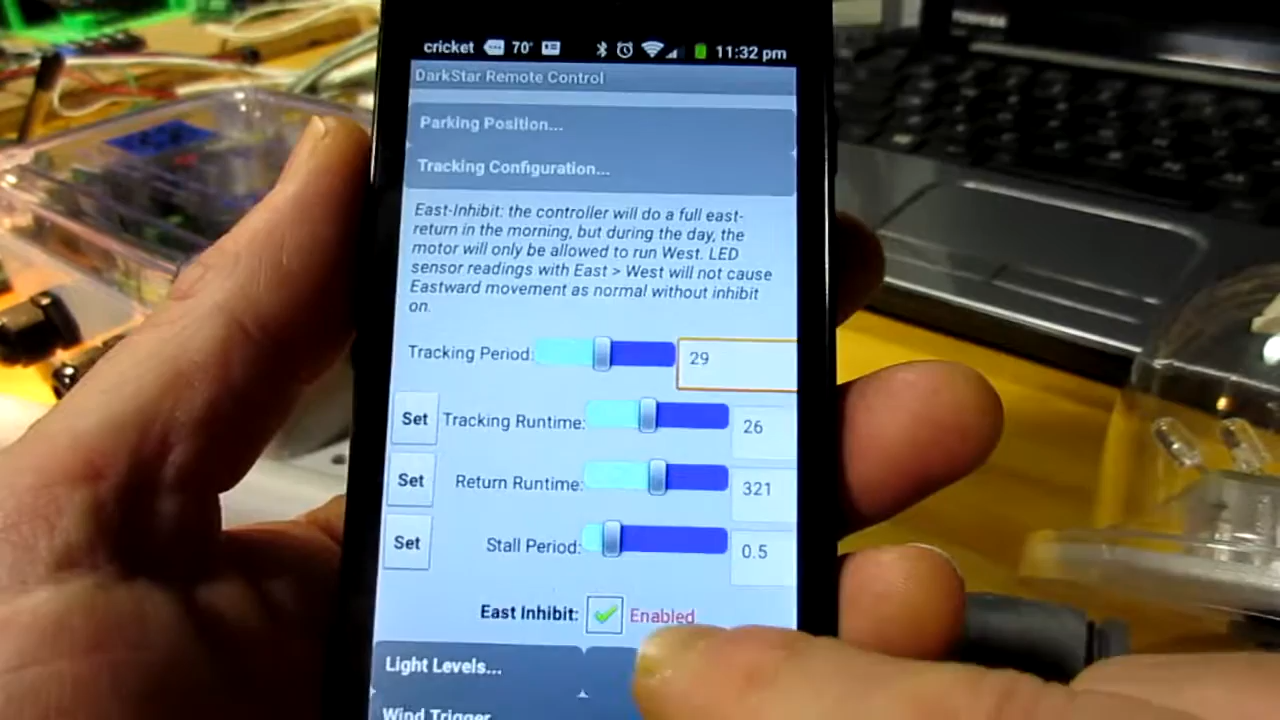 TOSHIBA
cricket 70° 11:32 pm
DarkStar Remote Control
Parking Position...
Tracking Configuration...
East-Inhibit: the controller will do a full east-
return in the morning, but during the day, the
motor will only be allowed to run West. LED
sensor readings with East > West will not cause
Eastward movement as normal without inhibit
on.
Tracking Period: 29
Set Tracking Runtime: 26
Set Return Runtime: 321
Set Stall Period: 0.5
East Inhibit: Enabled
Light Levels...
Wind Trigger